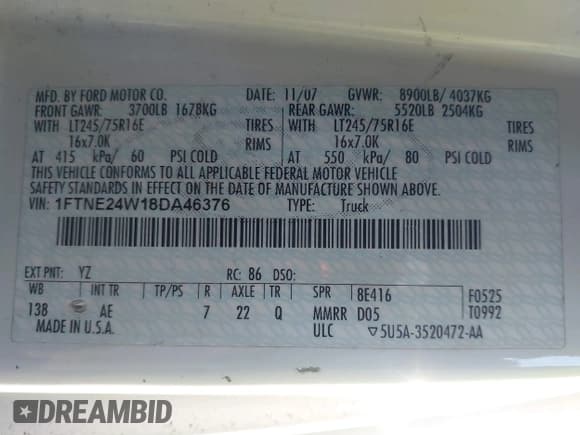 MFD. BY FORD MOTOR CO. DATE: 11/07 GVWR: 8900LB/ 4037KG
FRONT GAWR: 3700LB 1678KG REAR GAWR: 5520LB 2504KG
WITH LT245/75R16E TIRES WITH LT245/75R16E TIRES
16x7.0K RIMS 16x7.0K RIMS
AT 415 kPa/ 60 PSI COLD AT 550 kPa/ 80 PSI COLD
THIS VEHICLE CONFORMS TO ALL APPLICABLE FEDERAL MOTOR VEHICLE
SAFETY STANDARDS IN EFFECT ON THE DATE OF MANUFACTURE SHOWN ABOVE.
VIN: 1FTNE24W18DA46376 TYPE: Truck
EXT PNT: YZ RC: 86 DSO:
WB INT TR TP/PS R AXLE TR SPR 8E416 F0525
138 AE 7 22 Q MMRR D05 T0992
MADE IN U.S.A. ULC ▽5U5A-3520472-AA
DREAMBID